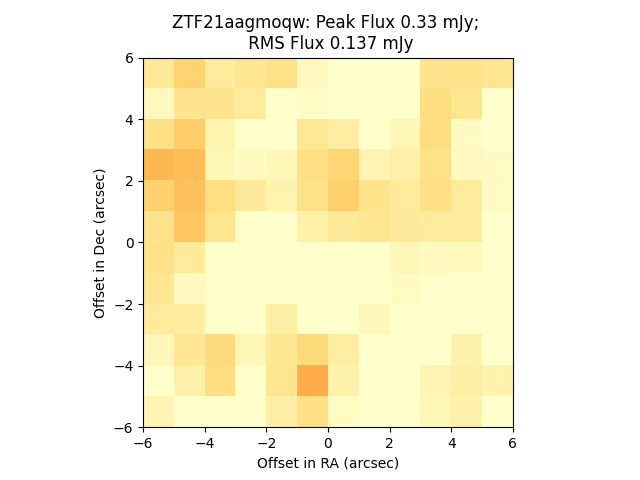 ZTF21aagmoqw: Peak Flux 0.33 mJy;
RMS Flux 0.137 mJy
6
4
2
0
−2
−4
−6
Offset in Dec (arcsec)
−6 −4 −2 0 2 4 6
Offset in RA (arcsec)